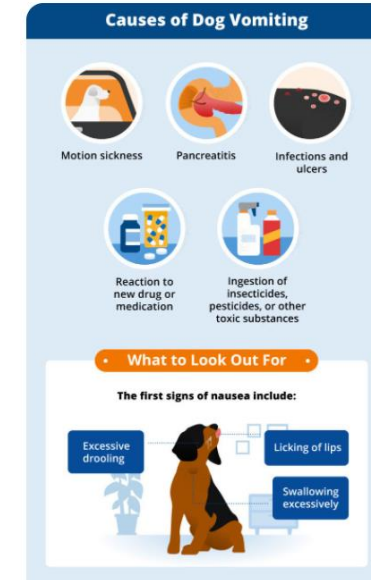 Causes of Dog Vomiting
Motion sickness
Pancreatitis
Infections and
ulcers
Reaction to
new drug or
medication
Ingestion of
insecticides,
pesticides, or other
toxic substances
What to Look Out For
The first signs of nausea include:
Excessive
drooling
Licking of lips
Swallowing
excessively